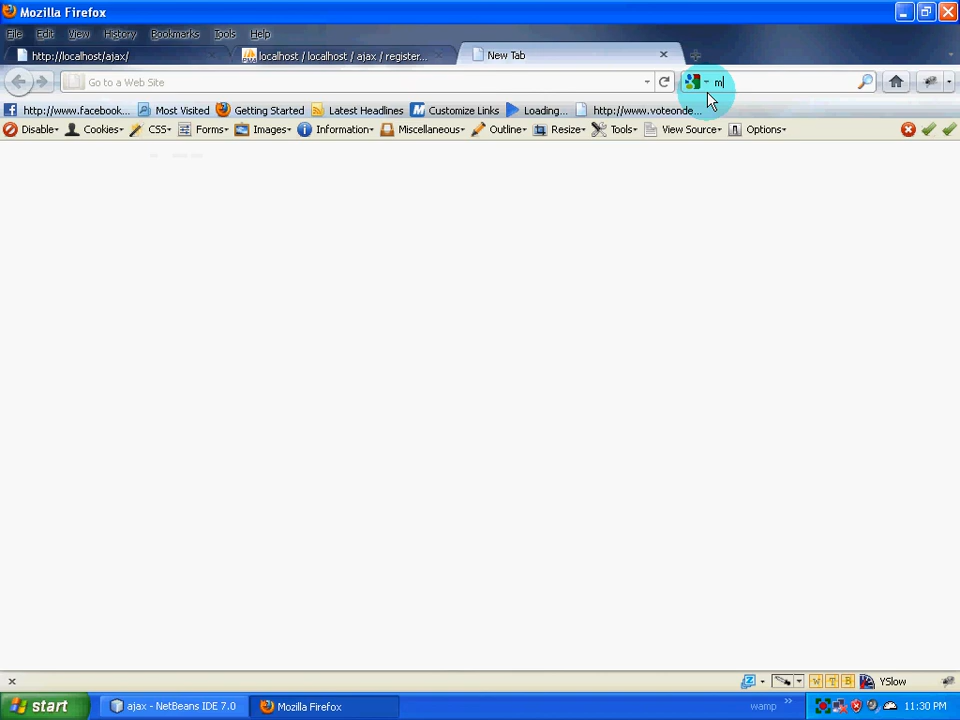 Mozilla Firefox
File Edit View History Bookmarks Tools Help
http://localhost/ajax/ localhost / localhost / ajax / register... New Tab
Go to a Web Site m
http://www.facebook... Most Visited Getting Started Latest Headlines Customize Links Loading... http://www.voteonde...
Disable Cookies CSS Forms Images Information Miscellaneous Outline Resize Tools View Source Options
x W T B YSlow
start ajax - NetBeans IDE 7.0 Mozilla Firefox wamp » 11:30 PM